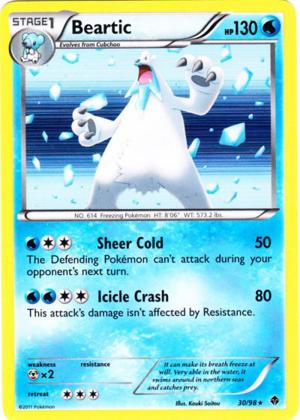 STAGE1 Beartic HP130
Evolves from Cubchoo
NO. 614 Freezing Pokémon HT: 8'06" WT: 573.2 lbs.
Sheer Cold 50
The Defending Pokémon can't attack during your
opponent's next turn.
Icicle Crash 80
This attack's damage isn't affected by Resistance.
weakness resistance
×2
retreat
It can make its breath freeze at
will. Very able in the water, it
swims around in northern seas
and catches prey.
Illus. Kouki Saitou
©2011 Pokémon
30/98★